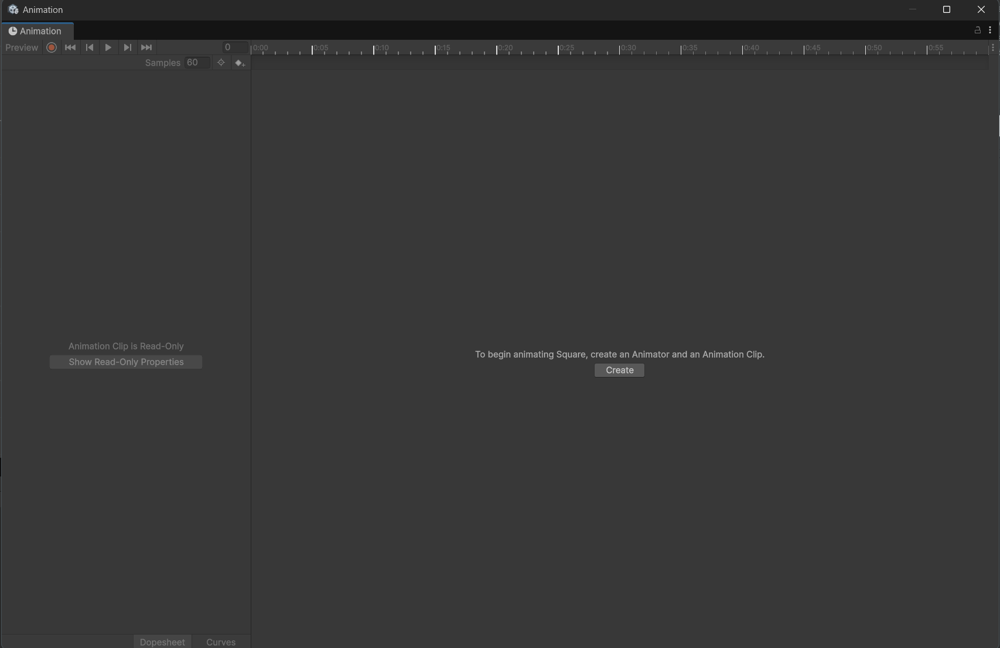 Animation
Animation
Preview 0 0:00 0:05 0:10 0:15 0:20 0:25 0:30 0:35 0:40 0:45 0:50 0:55
Samples 60
Animation Clip is Read-Only
Show Read-Only Properties
To begin animating Square, create an Animator and an Animation Clip.
Create
Dopesheet Curves